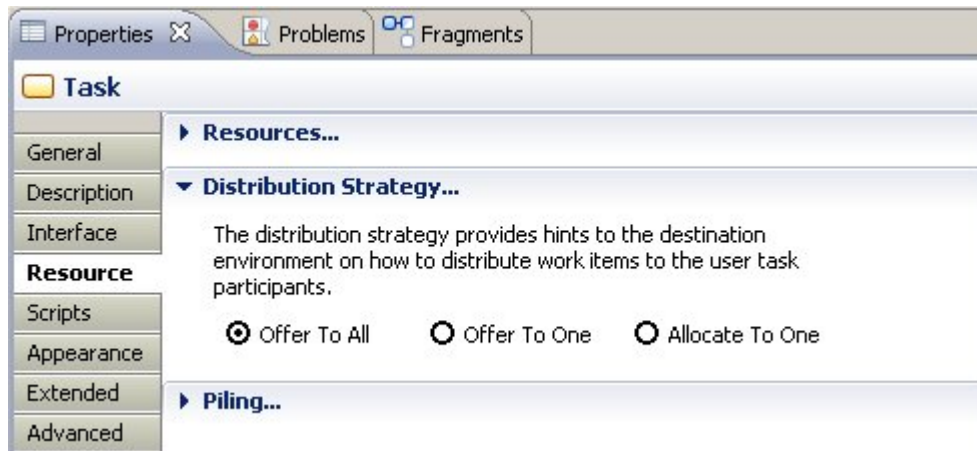 Properties Problems Fragments
Task
Resources...
General
Description
Distribution Strategy...
Interface
The distribution strategy provides hints to the destination
environment on how to distribute work items to the user task
participants.
Resource
Scripts
Offer To All Offer To One Allocate To One
Appearance
Extended
Piling...
Advanced